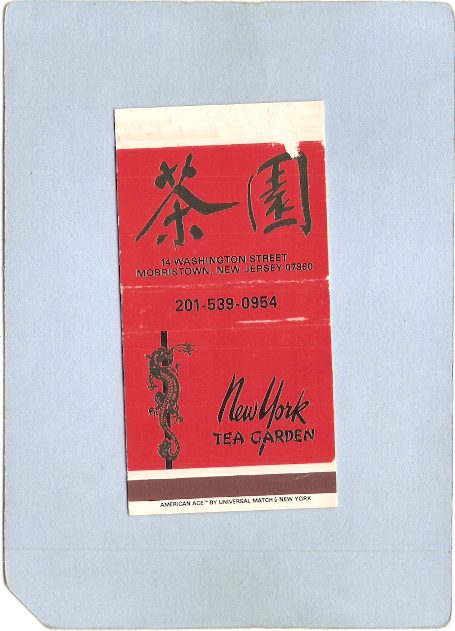 茶園
14 WASHINGTON STREET
MORRISTOWN, NEW JERSEY 07960
201-539-0954
New York
TEA GARDEN
AMERICAN ACE™ BY UNIVERSAL MATCH NEW YORK